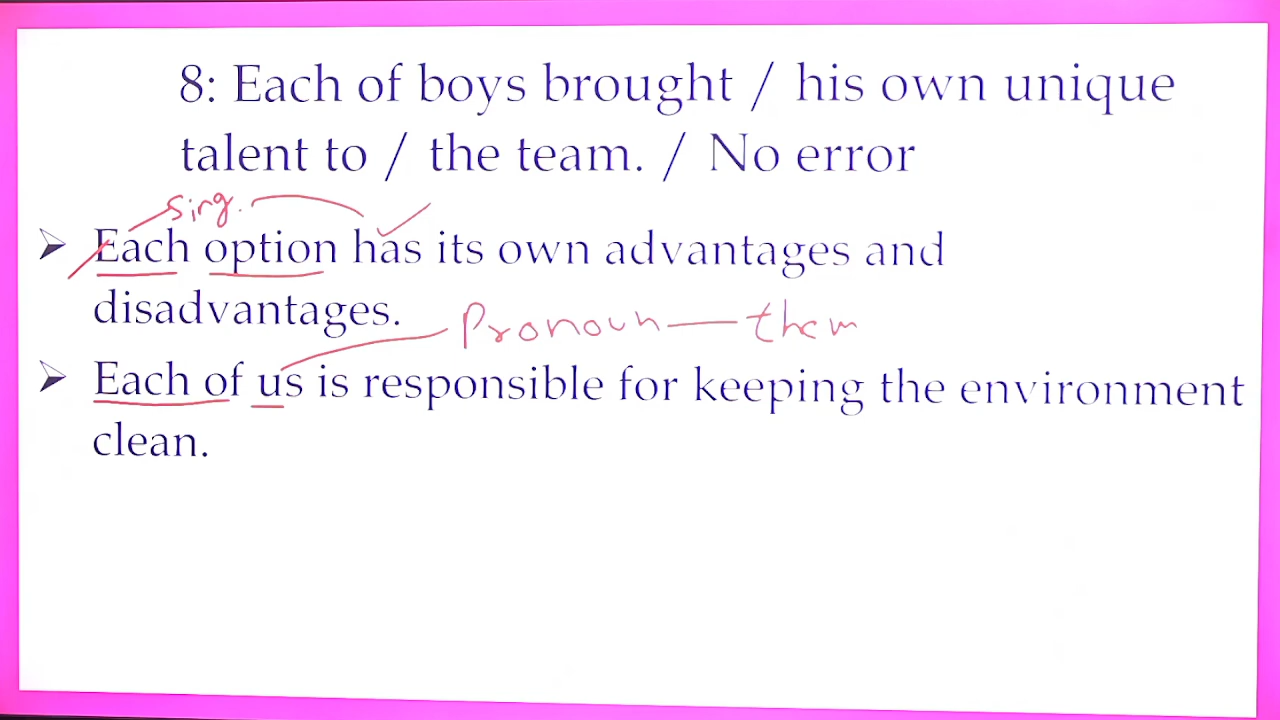 8: Each of boys brought / his own unique
talent to / the team. / No error
sing.
➤ Each option has its own advantages and
disadvantages.
Pronoun — them
➤ Each of us is responsible for keeping the environment
clean.